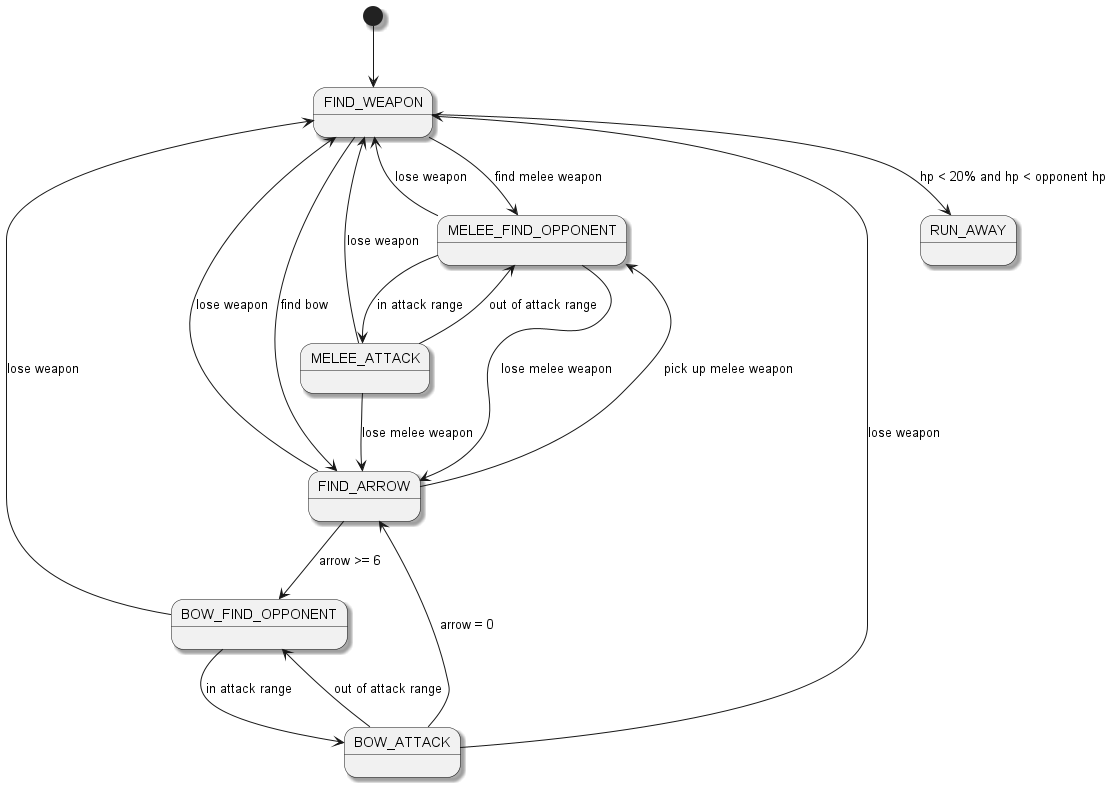 FIND_WEAPON
hp < 20% and hp < opponent hp
lose weapon
find melee weapon
MELEE_FIND_OPPONENT
RUN_AWAY
lose weapon
lose weapon
find bow
in attack range
out of attack range
MELEE_ATTACK
lose weapon
lose melee weapon
pick up melee weapon
lose melee weapon
lose weapon
FIND_ARROW
arrow >= 6
BOW_FIND_OPPONENT
arrow = 0
in attack range
out of attack range
BOW_ATTACK